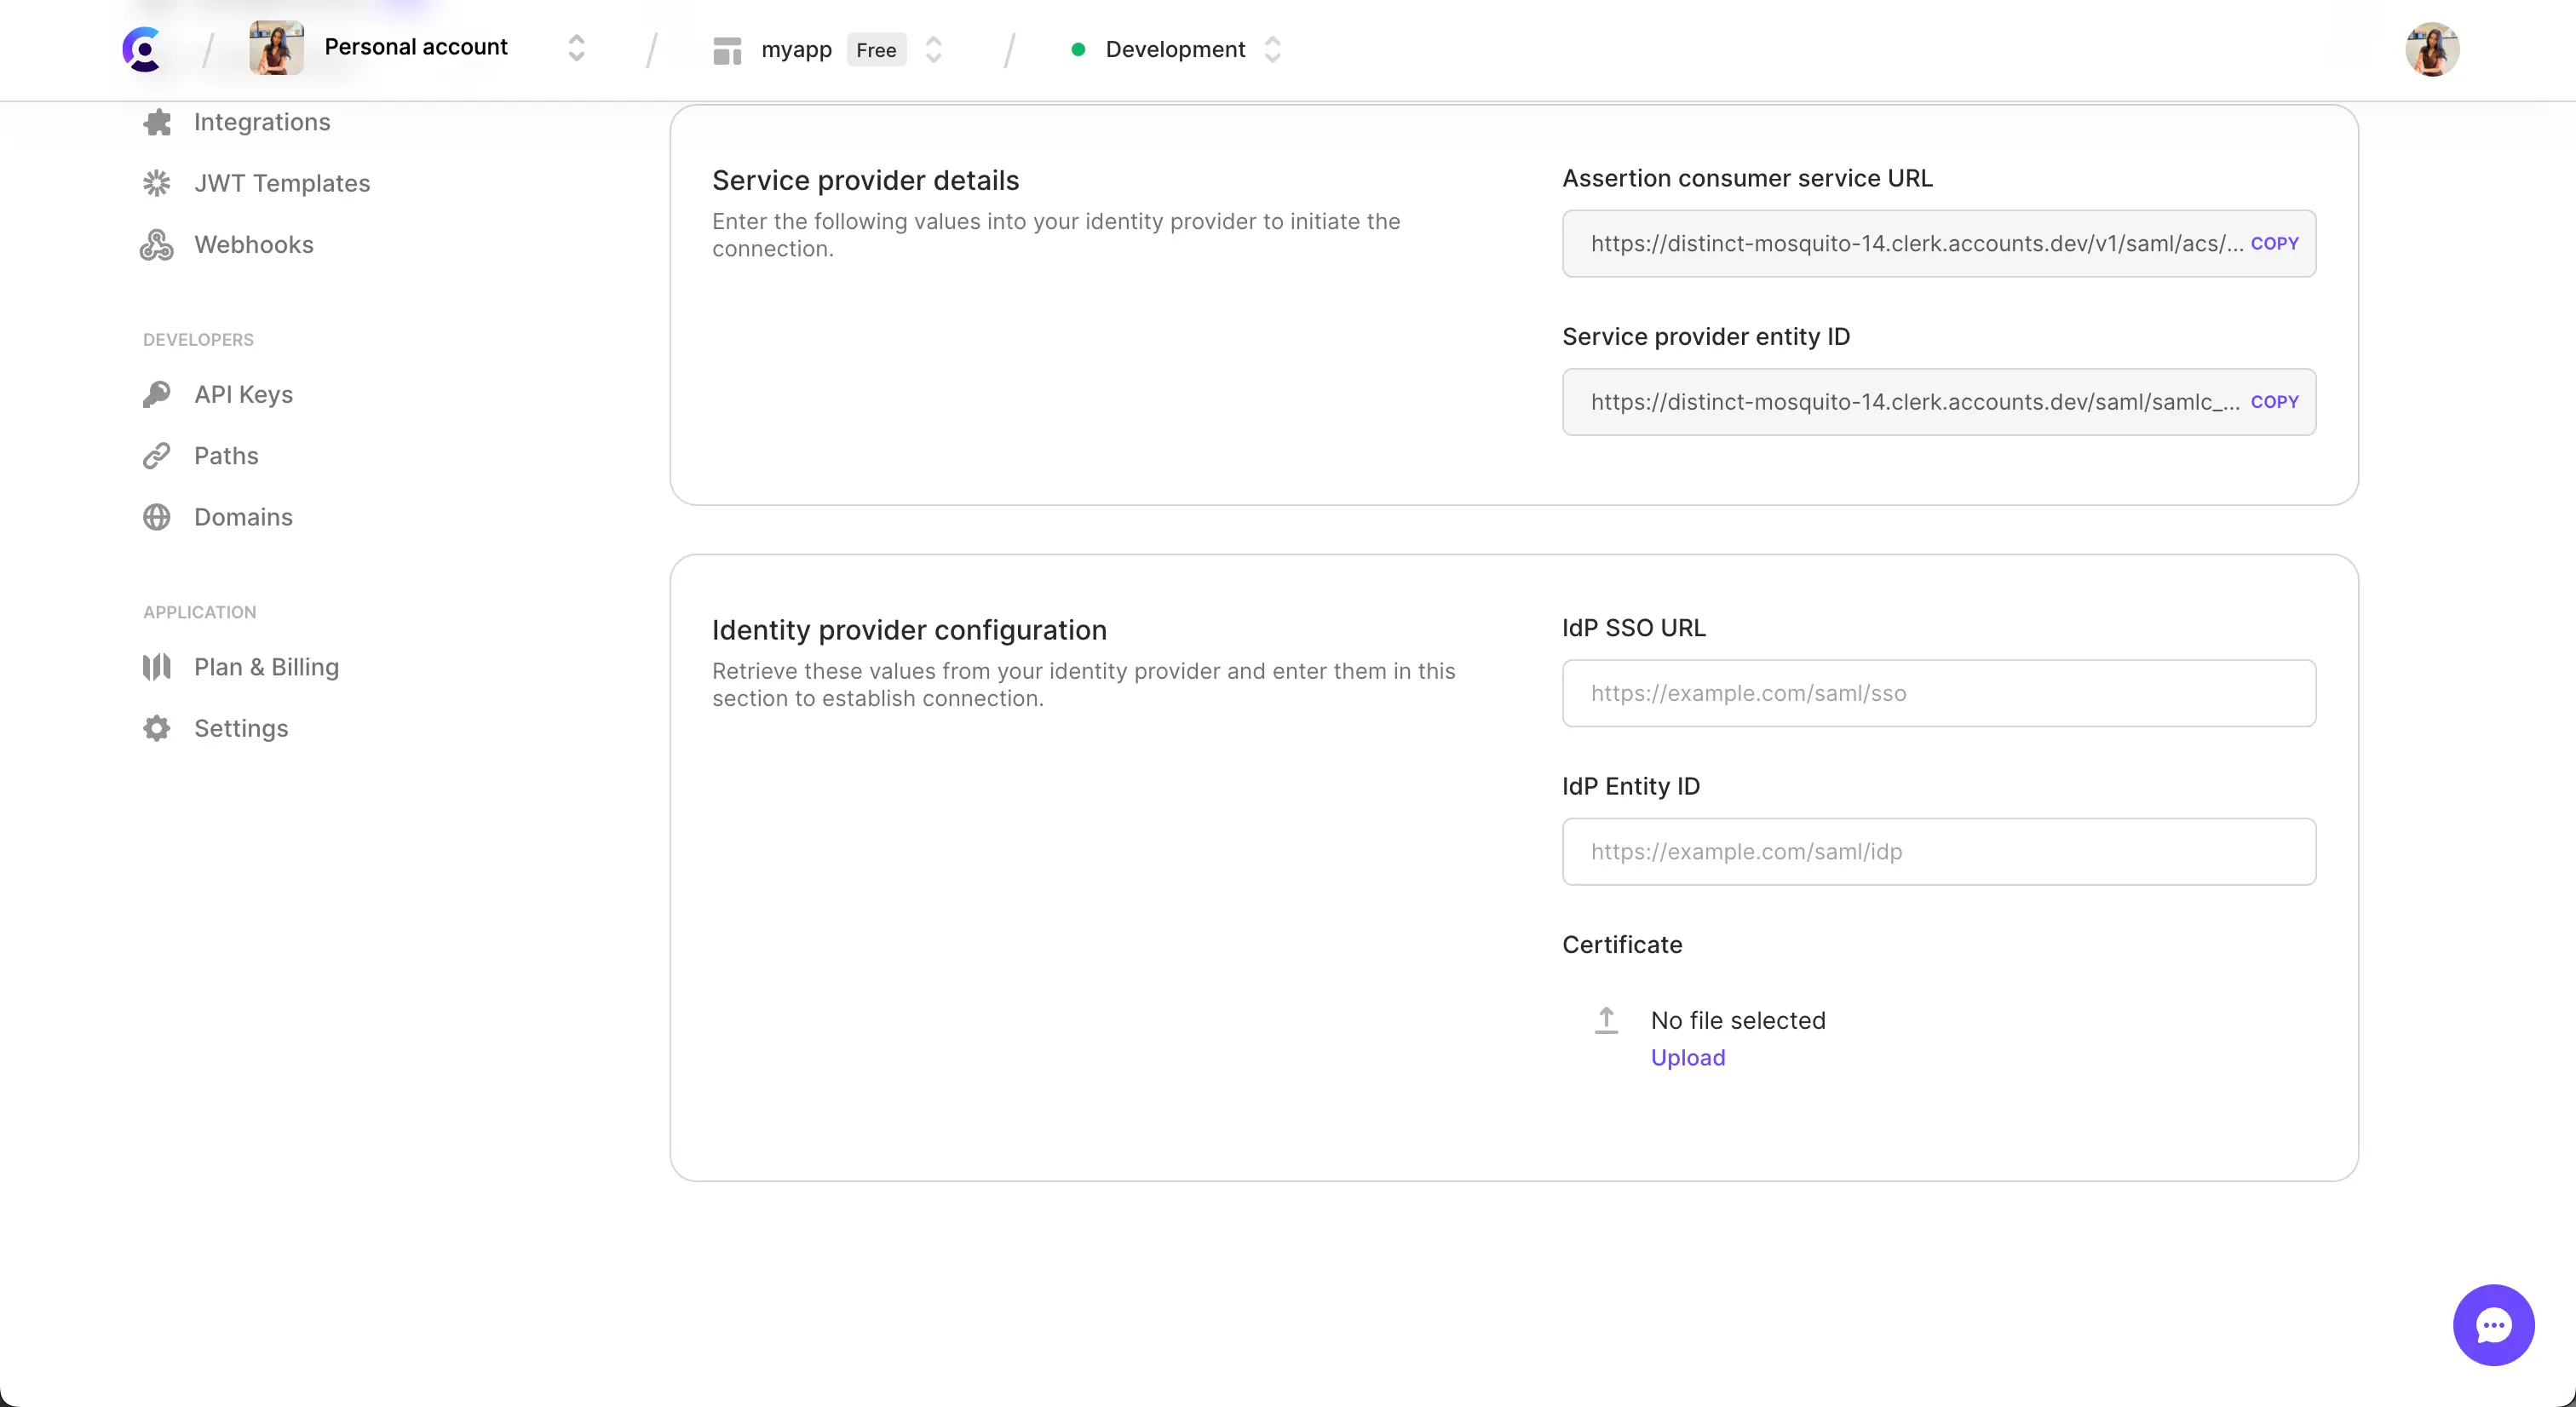 Personal account
myapp Free
Development
Integrations
JWT Templates
Webhooks
DEVELOPERS
API Keys
Paths
Domains
APPLICATION
Plan & Billing
Settings
Service provider details
Enter the following values into your identity provider to initiate the
connection.
Assertion consumer service URL
https://distinct-mosquito-14.clerk.accounts.dev/v1/saml/acs/... COPY
Service provider entity ID
https://distinct-mosquito-14.clerk.accounts.dev/saml/samlc_... COPY
Identity provider configuration
Retrieve these values from your identity provider and enter them in this
section to establish connection.
IdP SSO URL
https://example.com/saml/sso
IdP Entity ID
https://example.com/saml/idp
Certificate
No file selected
Upload